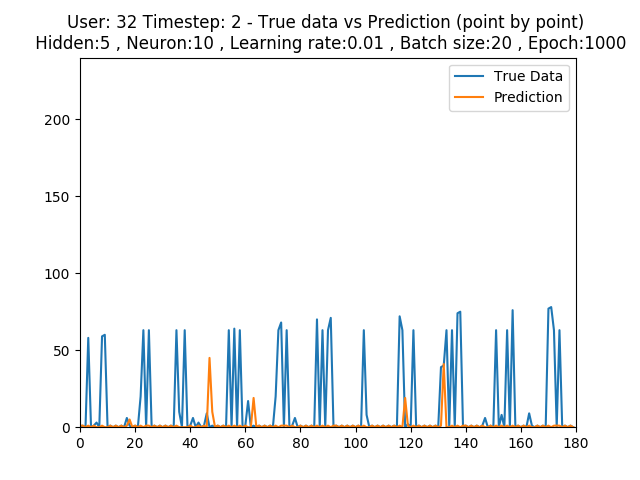 User: 32 Timestep: 2 - True data vs Prediction (point by point)
Hidden:5 , Neuron:10 , Learning rate:0.01 , Batch size:20 , Epoch:1000
True Data
Prediction
200
150
100
50
0
0 20 40 60 80 100 120 140 160 180